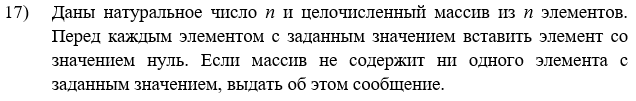 17) Даны натуральное число n и целочисленный массив из n элементов.
Перед каждым элементом с заданным значением вставить элемент со
значением нуль. Если массив не содержит ни одного элемента с
заданным значением, выдать об этом сообщение.